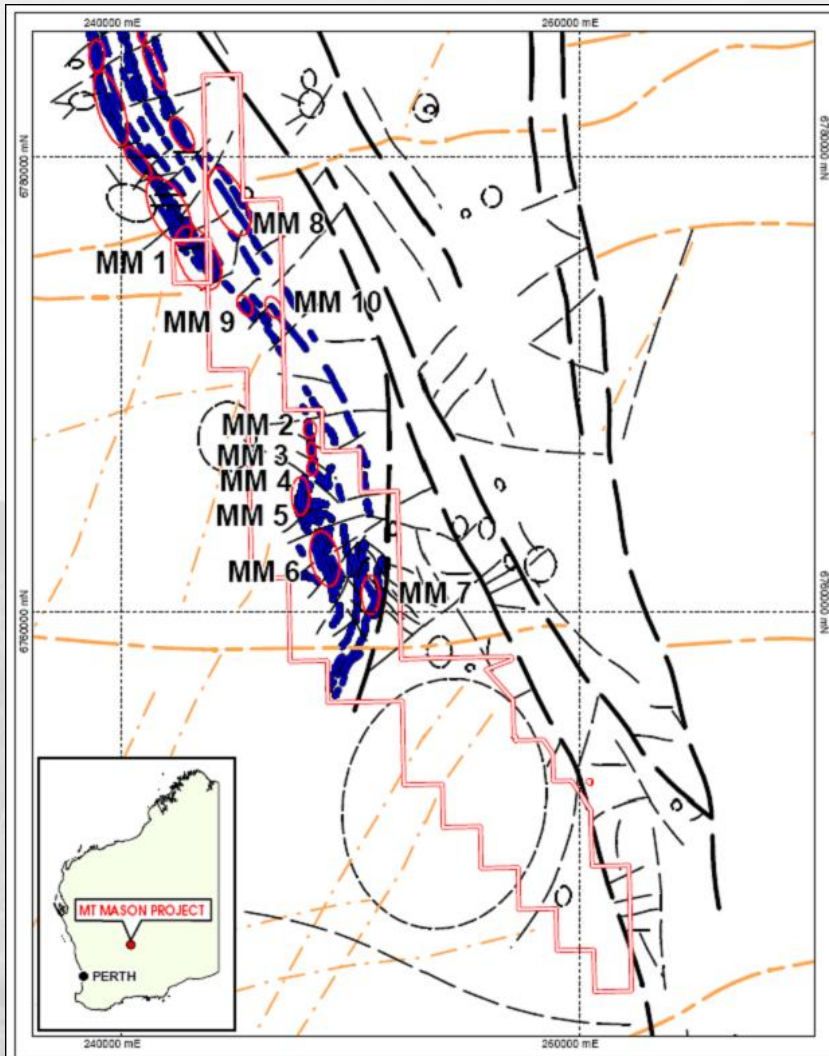 240000 mE
260000 mE
6780000 mN
6780000 mN
MM 8
MM 1
MM 9
MM 10
MM 2
MM 3
MM 4
MM 5
MM 6
MM 7
6760000 mN
6760000 mN
MT MASON PROJECT
PERTH
240000 mE
260000 mE